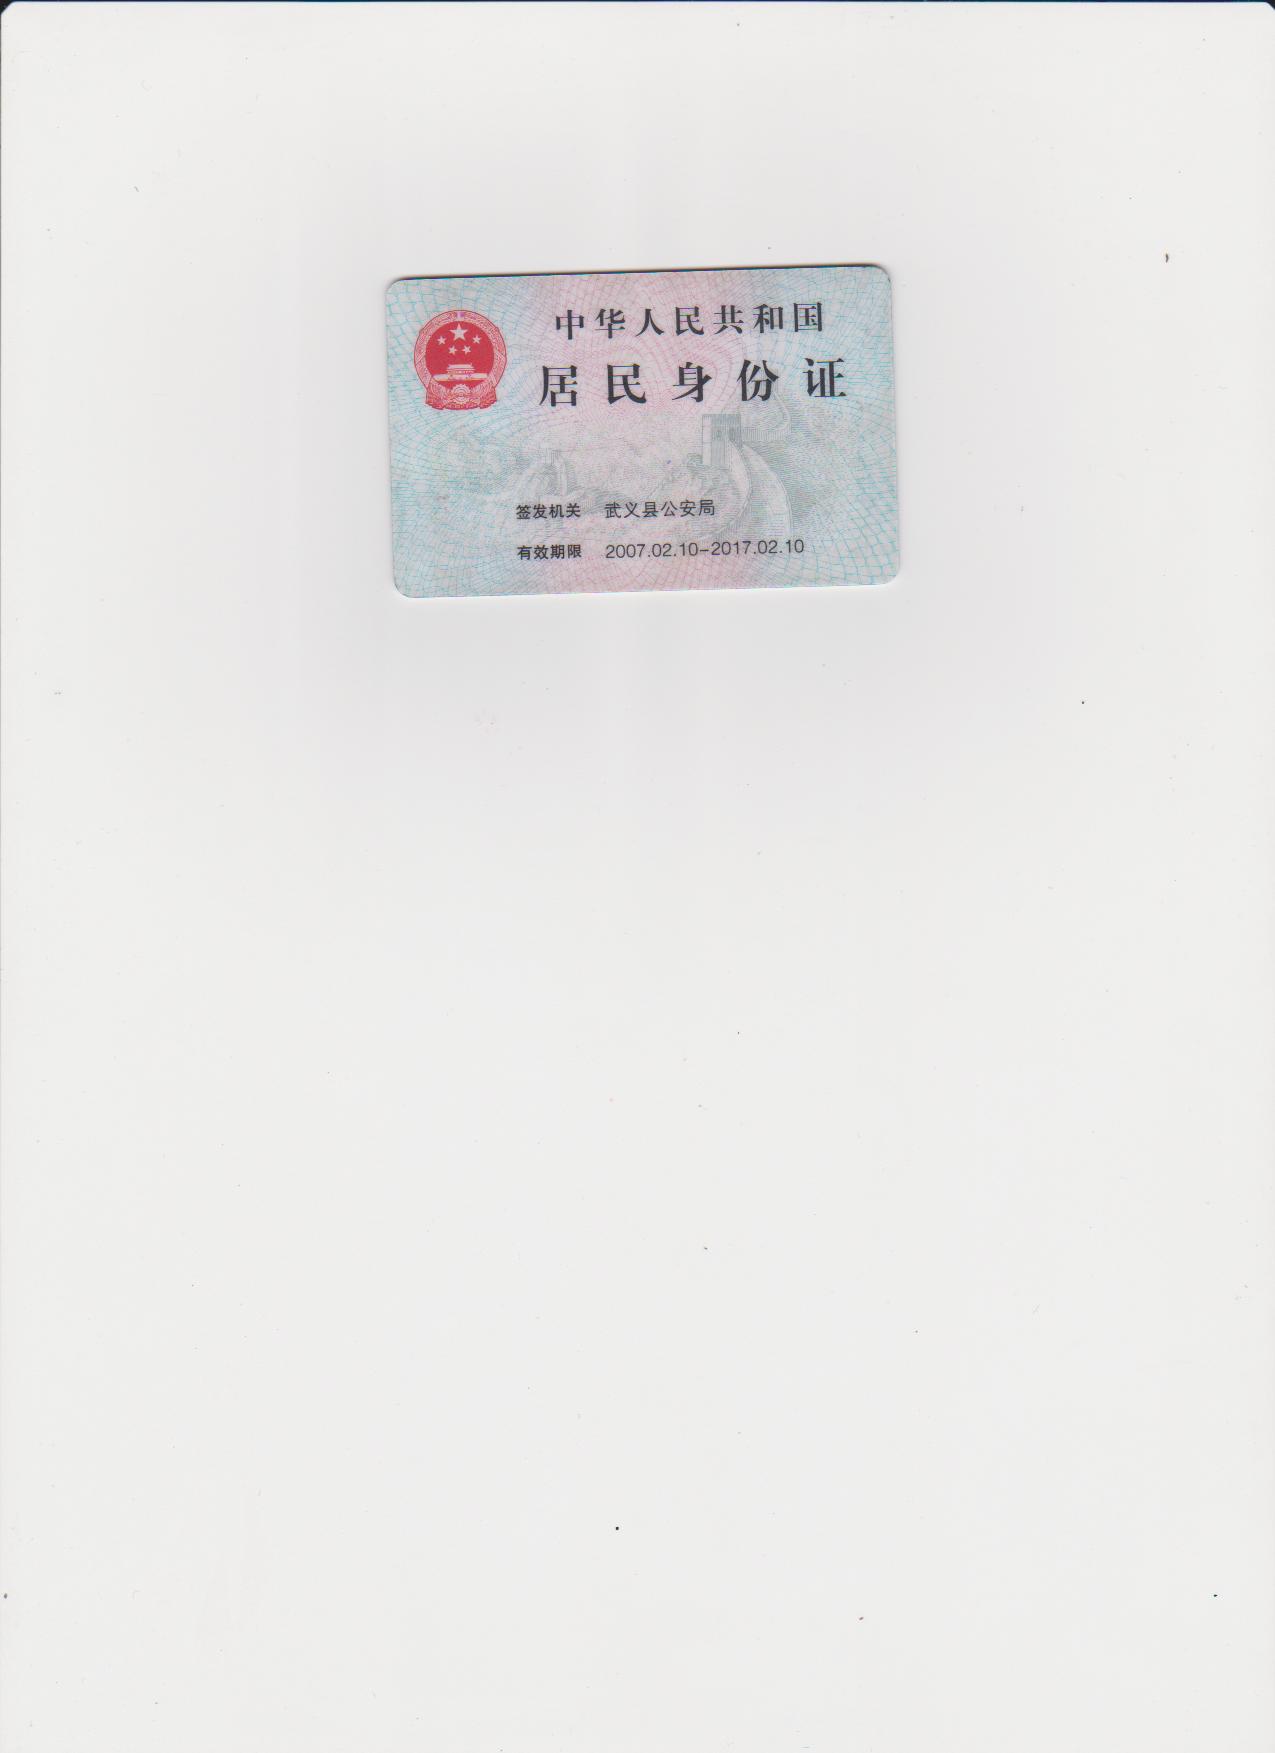 中华人民共和国
居民身份证
签发机关 武义县公安局
有效期限 2007.02.10-2017.02.10